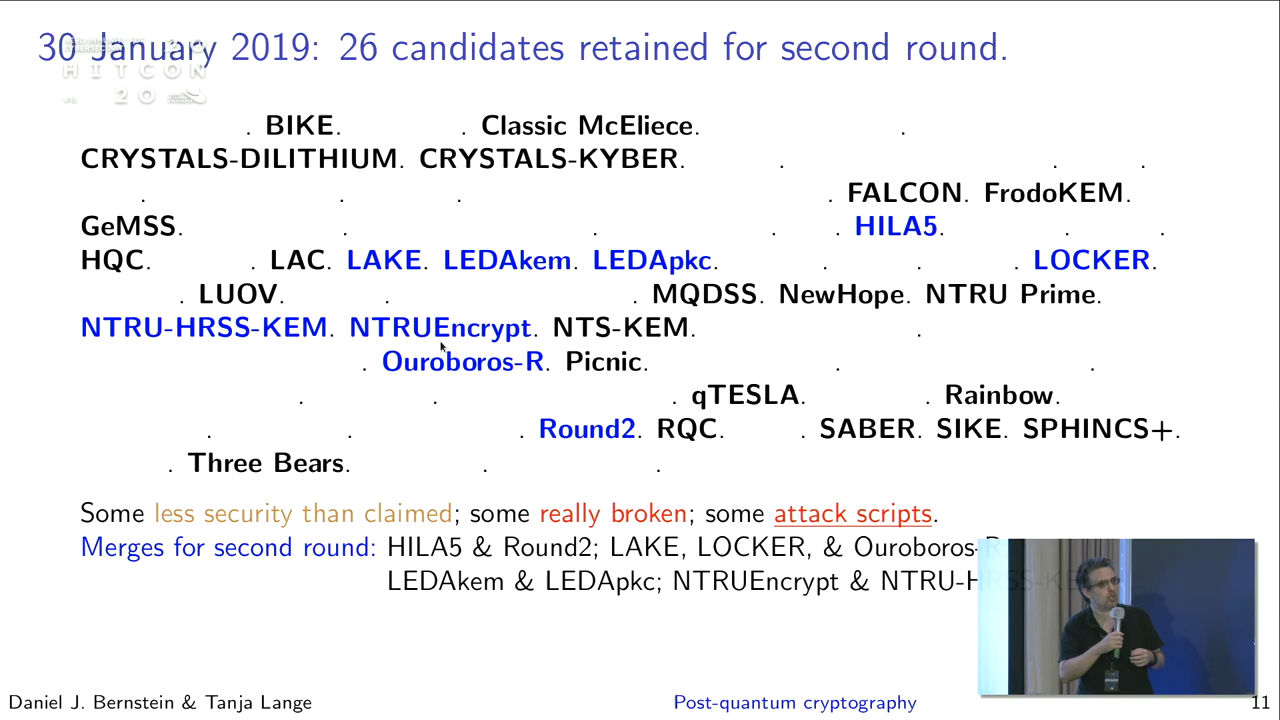 30 January 2019: 26 candidates retained for second round.
HITCON
20
. BIKE. . Classic McEliece. .
CRYSTALS-DILITHIUM. CRYSTALS-KYBER. . . .
. . . . FALCON. FrodoKEM.
GeMSS. . . . . HILA5. . .
HQC. . LAC. LAKE. LEDAkem. LEDApkc. . . . LOCKER.
. LUOV. . . MQDSS. NewHope. NTRU Prime.
NTRU-HRSS-KEM. NTRUEncrypt. NTS-KEM. .
. Ouroboros-R. Picnic. . .
. . . qTESLA. . Rainbow.
. . . Round2. RQC. . SABER. SIKE. SPHINCS+.
. Three Bears. . .
Some less security than claimed; some really broken; some attack scripts.
Merges for second round: HILA5 & Round2; LAKE, LOCKER, & Ouroboros-R
LEDAkem & LEDApkc; NTRUEncrypt & NTRU-HRSS-KEM
Daniel J. Bernstein & Tanja Lange Post-quantum cryptography 11